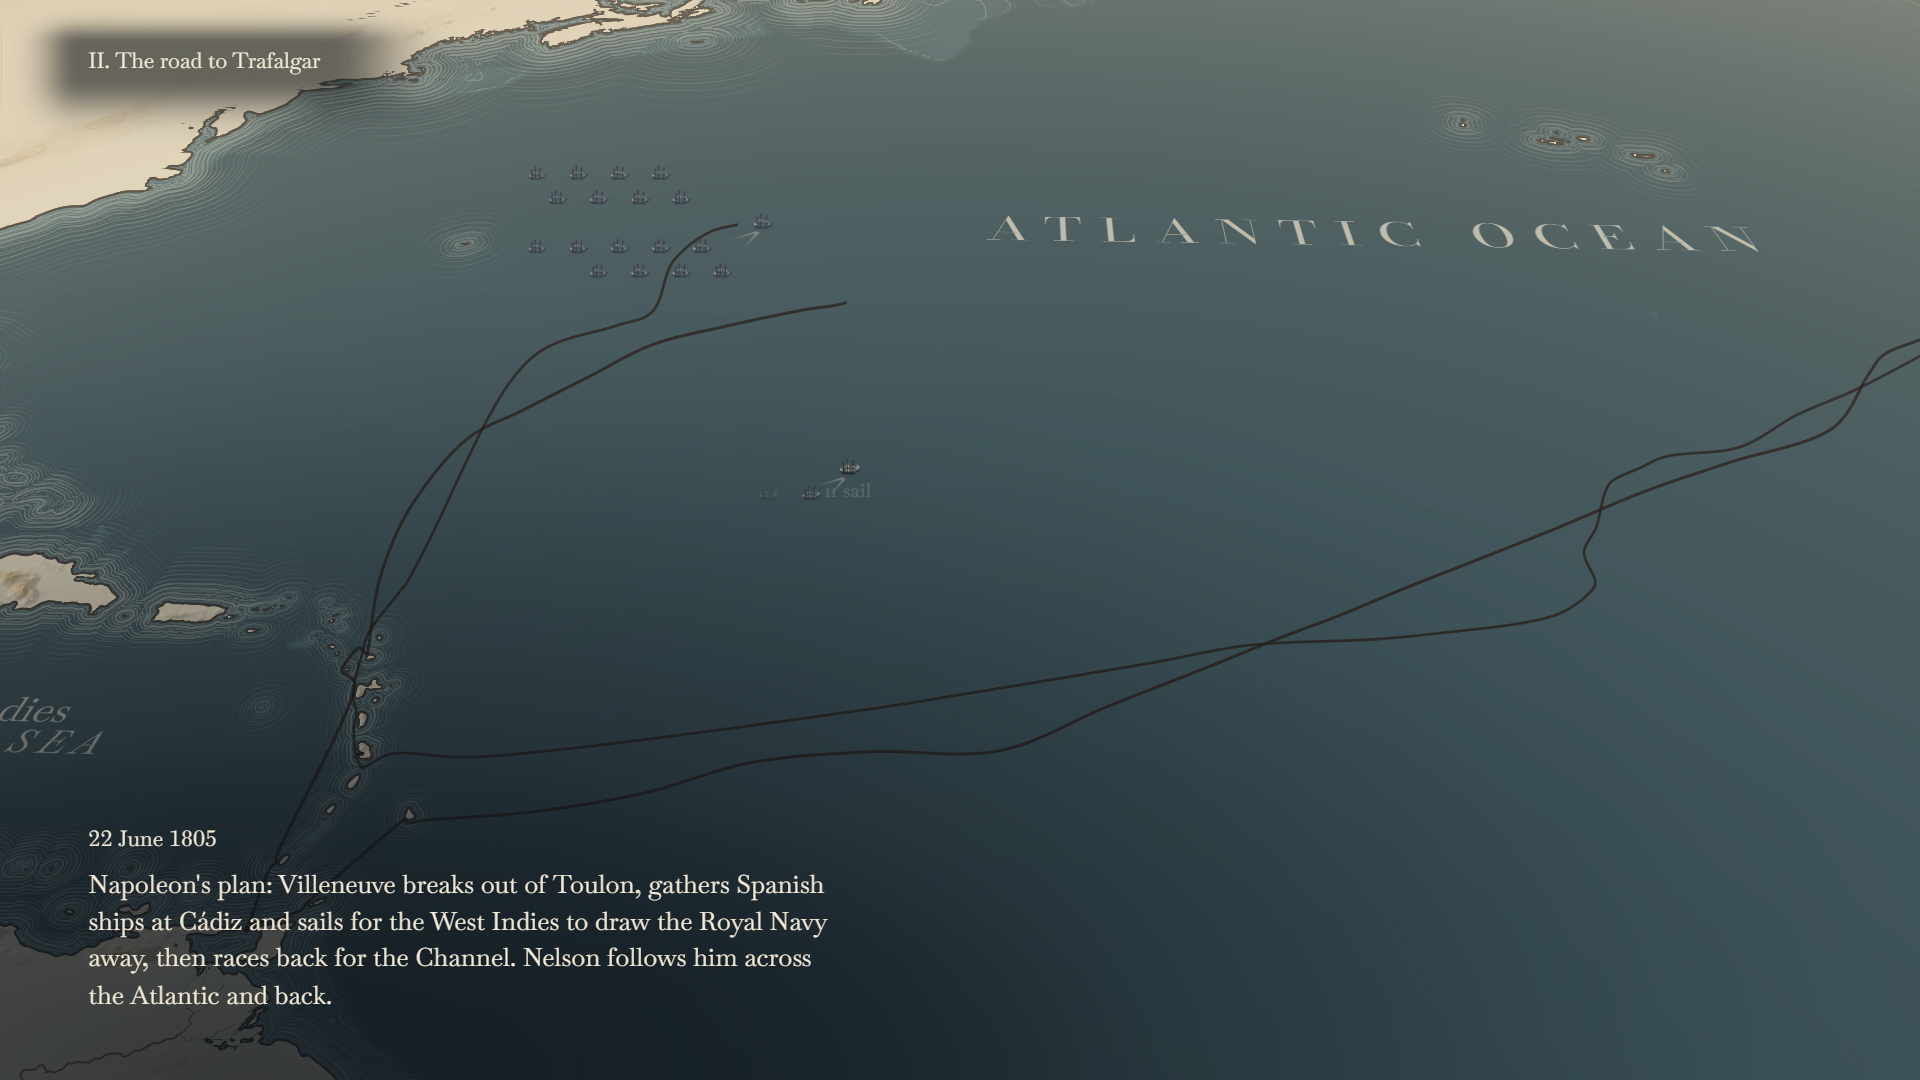 II. The road to Trafalgar
ATLANTIC OCEAN
sail
dies
SEA
22 June 1805
Napoleon's plan: Villeneuve breaks out of Toulon, gathers Spanish
ships at Cádiz and sails for the West Indies to draw the Royal Navy
away, then races back for the Channel. Nelson follows him across
the Atlantic and back.